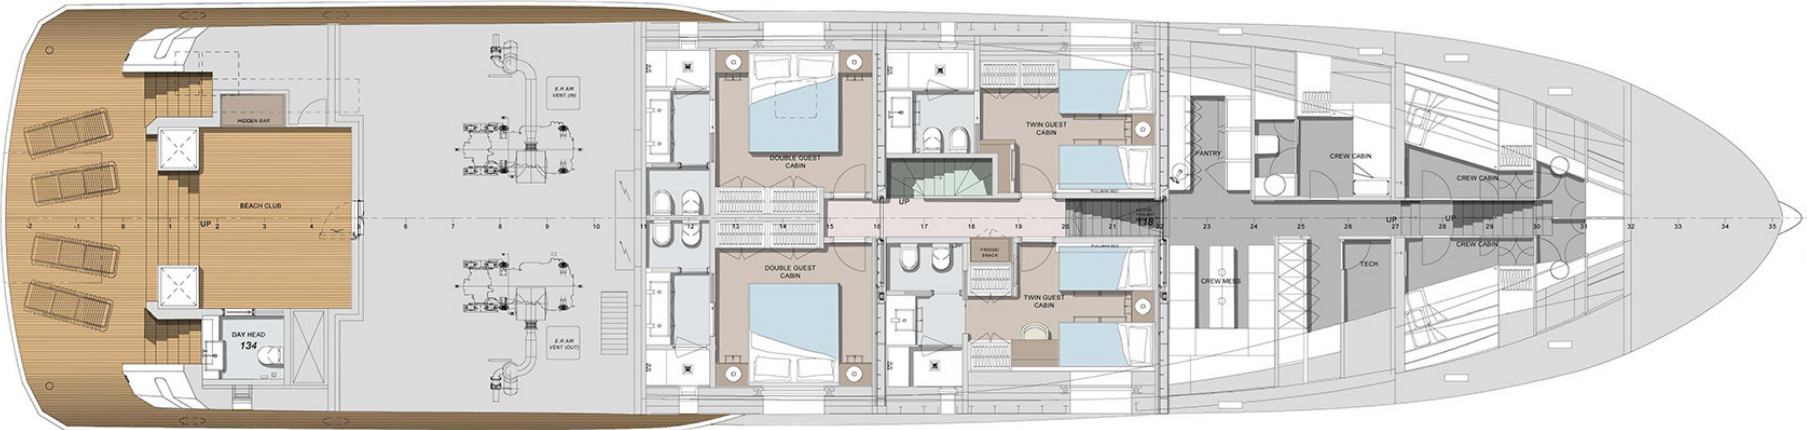 E.R AIR
VENT (IN)
HIDDEN BAR
BEACH CLUB
UP
DAY HEAD
134
E.R AIR
VENT (OUT)
DOUBLE GUEST
CABIN
DOUBLE GUEST
CABIN
TWIN GUEST
CABIN
PULLMAN BED
UP
118
PULLMAN BED
FRIDGE/
SNACK
TWIN GUEST
CABIN
PANTRY
CREW CABIN
CREW CABIN
UP
UP
CREW CABIN
CREW MESS
TECH
-2 -1 0 1 2 3 4 5 6 7 8 9 10 11 12 13 14 15 16 17 18 19 20 21 22 23 24 25 26 27 28 29 30 31 32 33 34 35